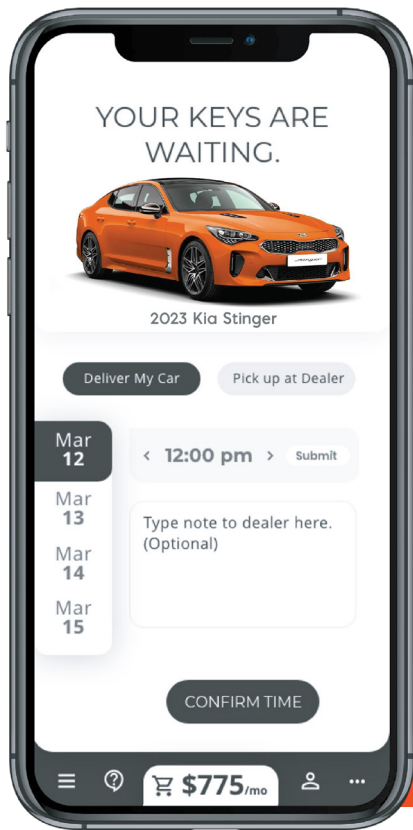 YOUR KEYS ARE
WAITING.
2023 Kia Stinger
Deliver My Car
Pick up at Dealer
Mar
12
< 12:00 pm >
Submit
Mar
13
Mar
14
Mar
15
Type note to dealer here.
(Optional)
CONFIRM TIME
$775/mo